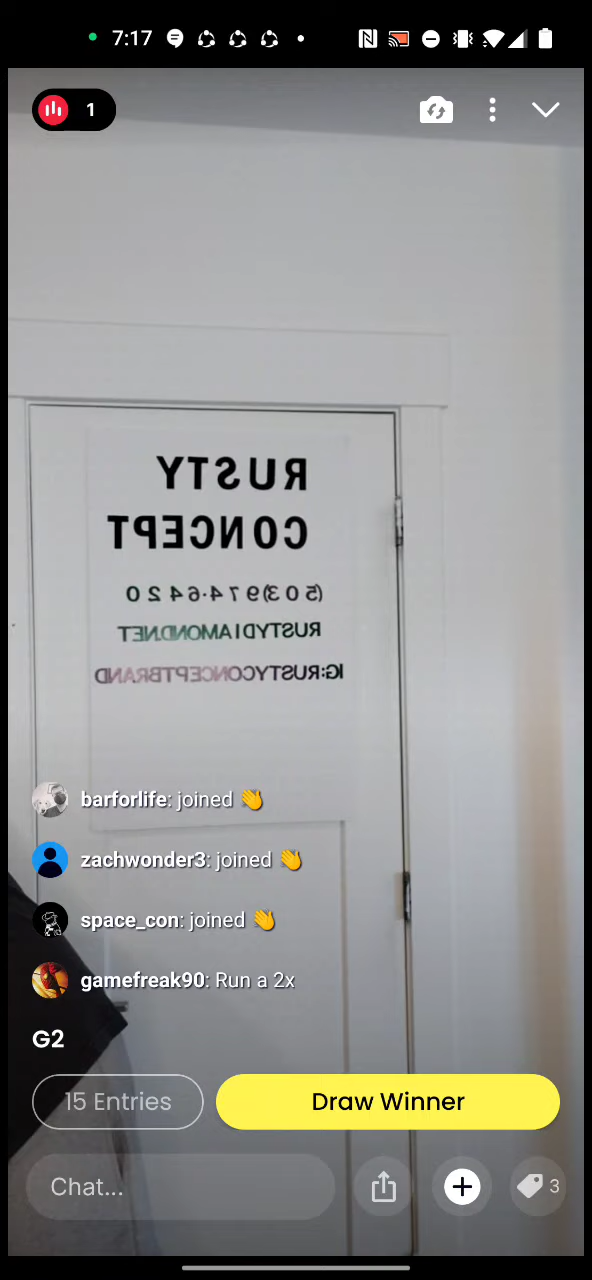 7:17
1
RUSTY
CONCEPT
(503)974-6420
RUSTYDIAMOND.NET
IG:RUSTYCONCEPTBRAND
barforlife: joined 👋
zachwonder3: joined 👋
space_con: joined 👋
gamefreak90: Run a 2x
G2
15 Entries
Draw Winner
Chat...
3